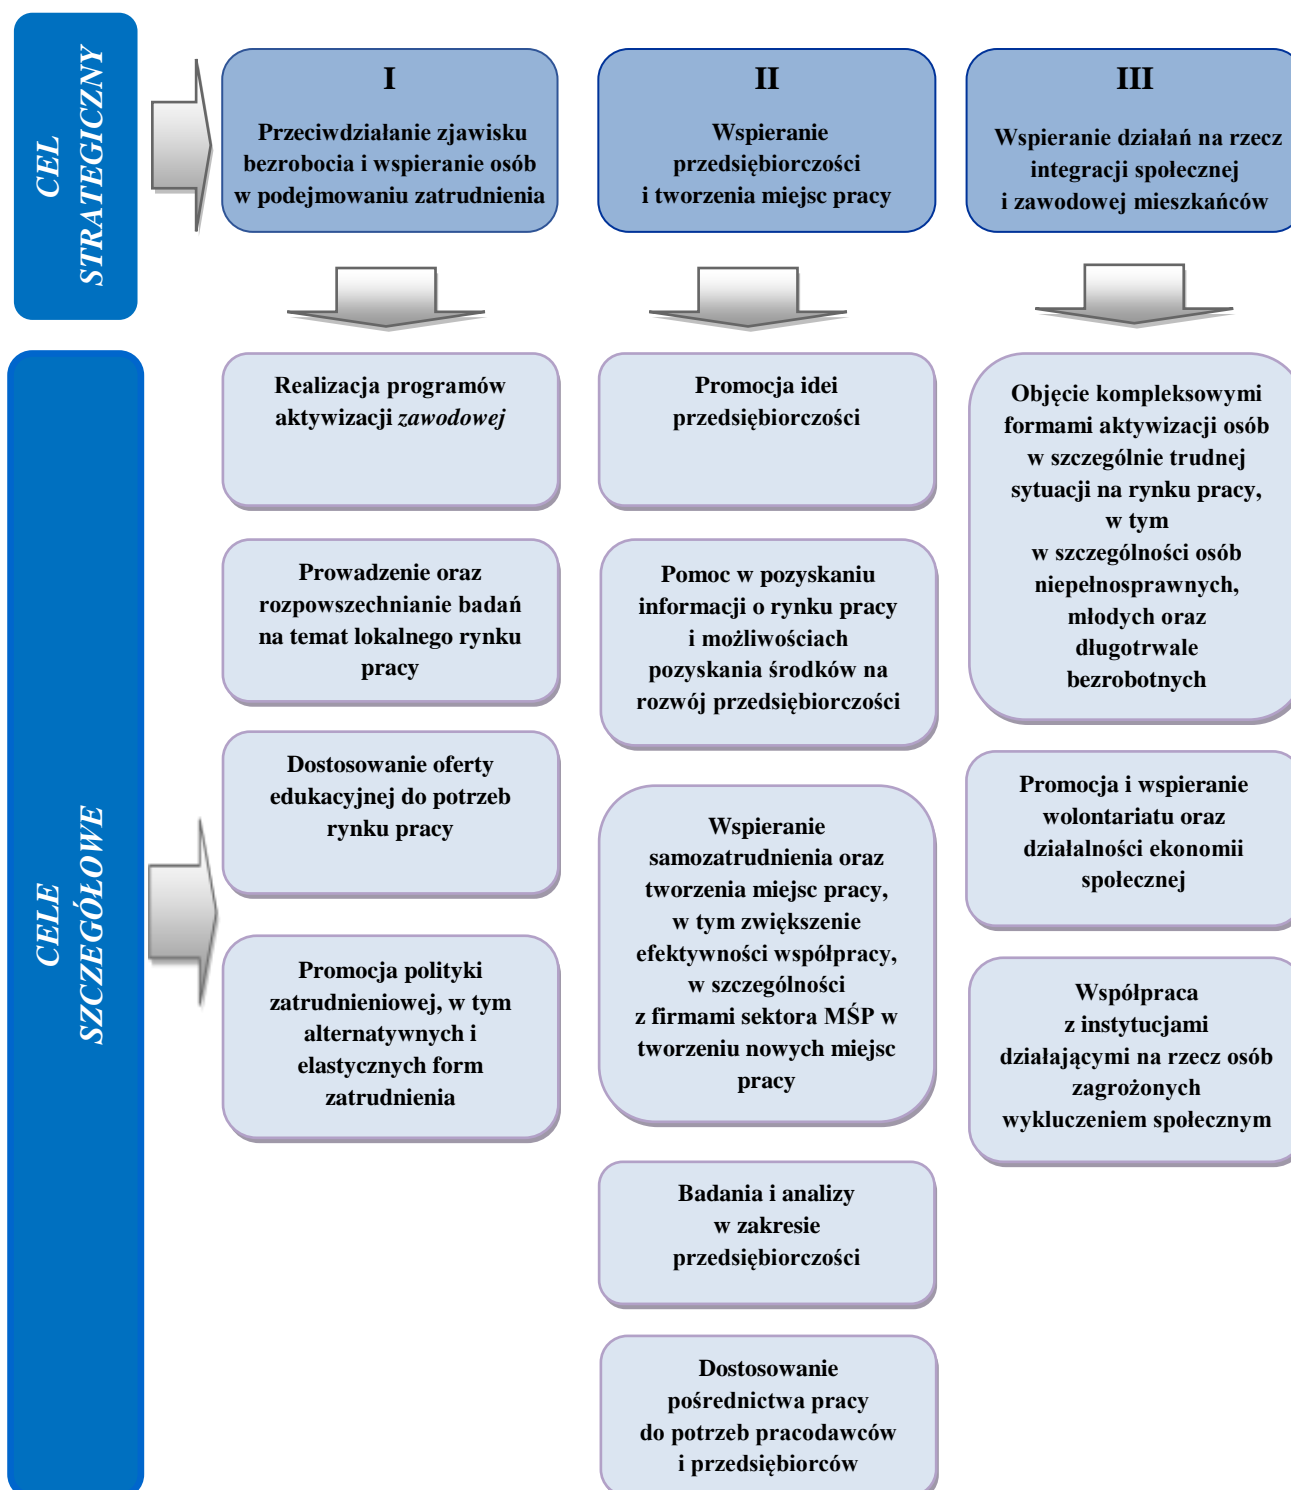 CEL
STRATEGICZNY
I
Przeciwdziałanie zjawisku
bezrobocia i wspieranie osób
w podejmowaniu zatrudnienia
II
Wspieranie
przedsiębiorczości
i tworzenia miejsc pracy
III
Wspieranie działań na rzecz
integracji społecznej
i zawodowej mieszkańców
CELE
SZCZEGÓŁOWE
Realizacja programów
aktywizacji zawodowej
Prowadzenie oraz
rozpowszechnianie badań
na temat lokalnego rynku
pracy
Dostosowanie oferty
edukacyjnej do potrzeb
rynku pracy
Promocja polityki
zatrudnieniowej, w tym
alternatywnych i
elastycznych form
zatrudnienia
Promocja idei
przedsiębiorczości
Pomoc w pozyskaniu
informacji o rynku pracy
i możliwościach
pozyskania środków na
rozwój przedsiębiorczości
Wspieranie
samozatrudnienia oraz
tworzenia miejsc pracy,
w tym zwiększenie
efektywności współpracy,
w szczególności
z firmami sektora MŚP w
tworzeniu nowych miejsc
pracy
Badania i analizy
w zakresie
przedsiębiorczości
Dostosowanie
pośrednictwa pracy
do potrzeb pracodawców
i przedsiębiorców
Objęcie kompleksowymi
formami aktywizacji osób
w szczególnie trudnej
sytuacji na rynku pracy,
w tym
w szczególności osób
niepełnosprawnych,
młodych oraz
długotrwale
bezrobotnych
Promocja i wspieranie
wolontariatu oraz
działalności ekonomii
społecznej
Współpraca
z instytucjami
działającymi na rzecz osób
zagrożonych
wykluczeniem społecznym